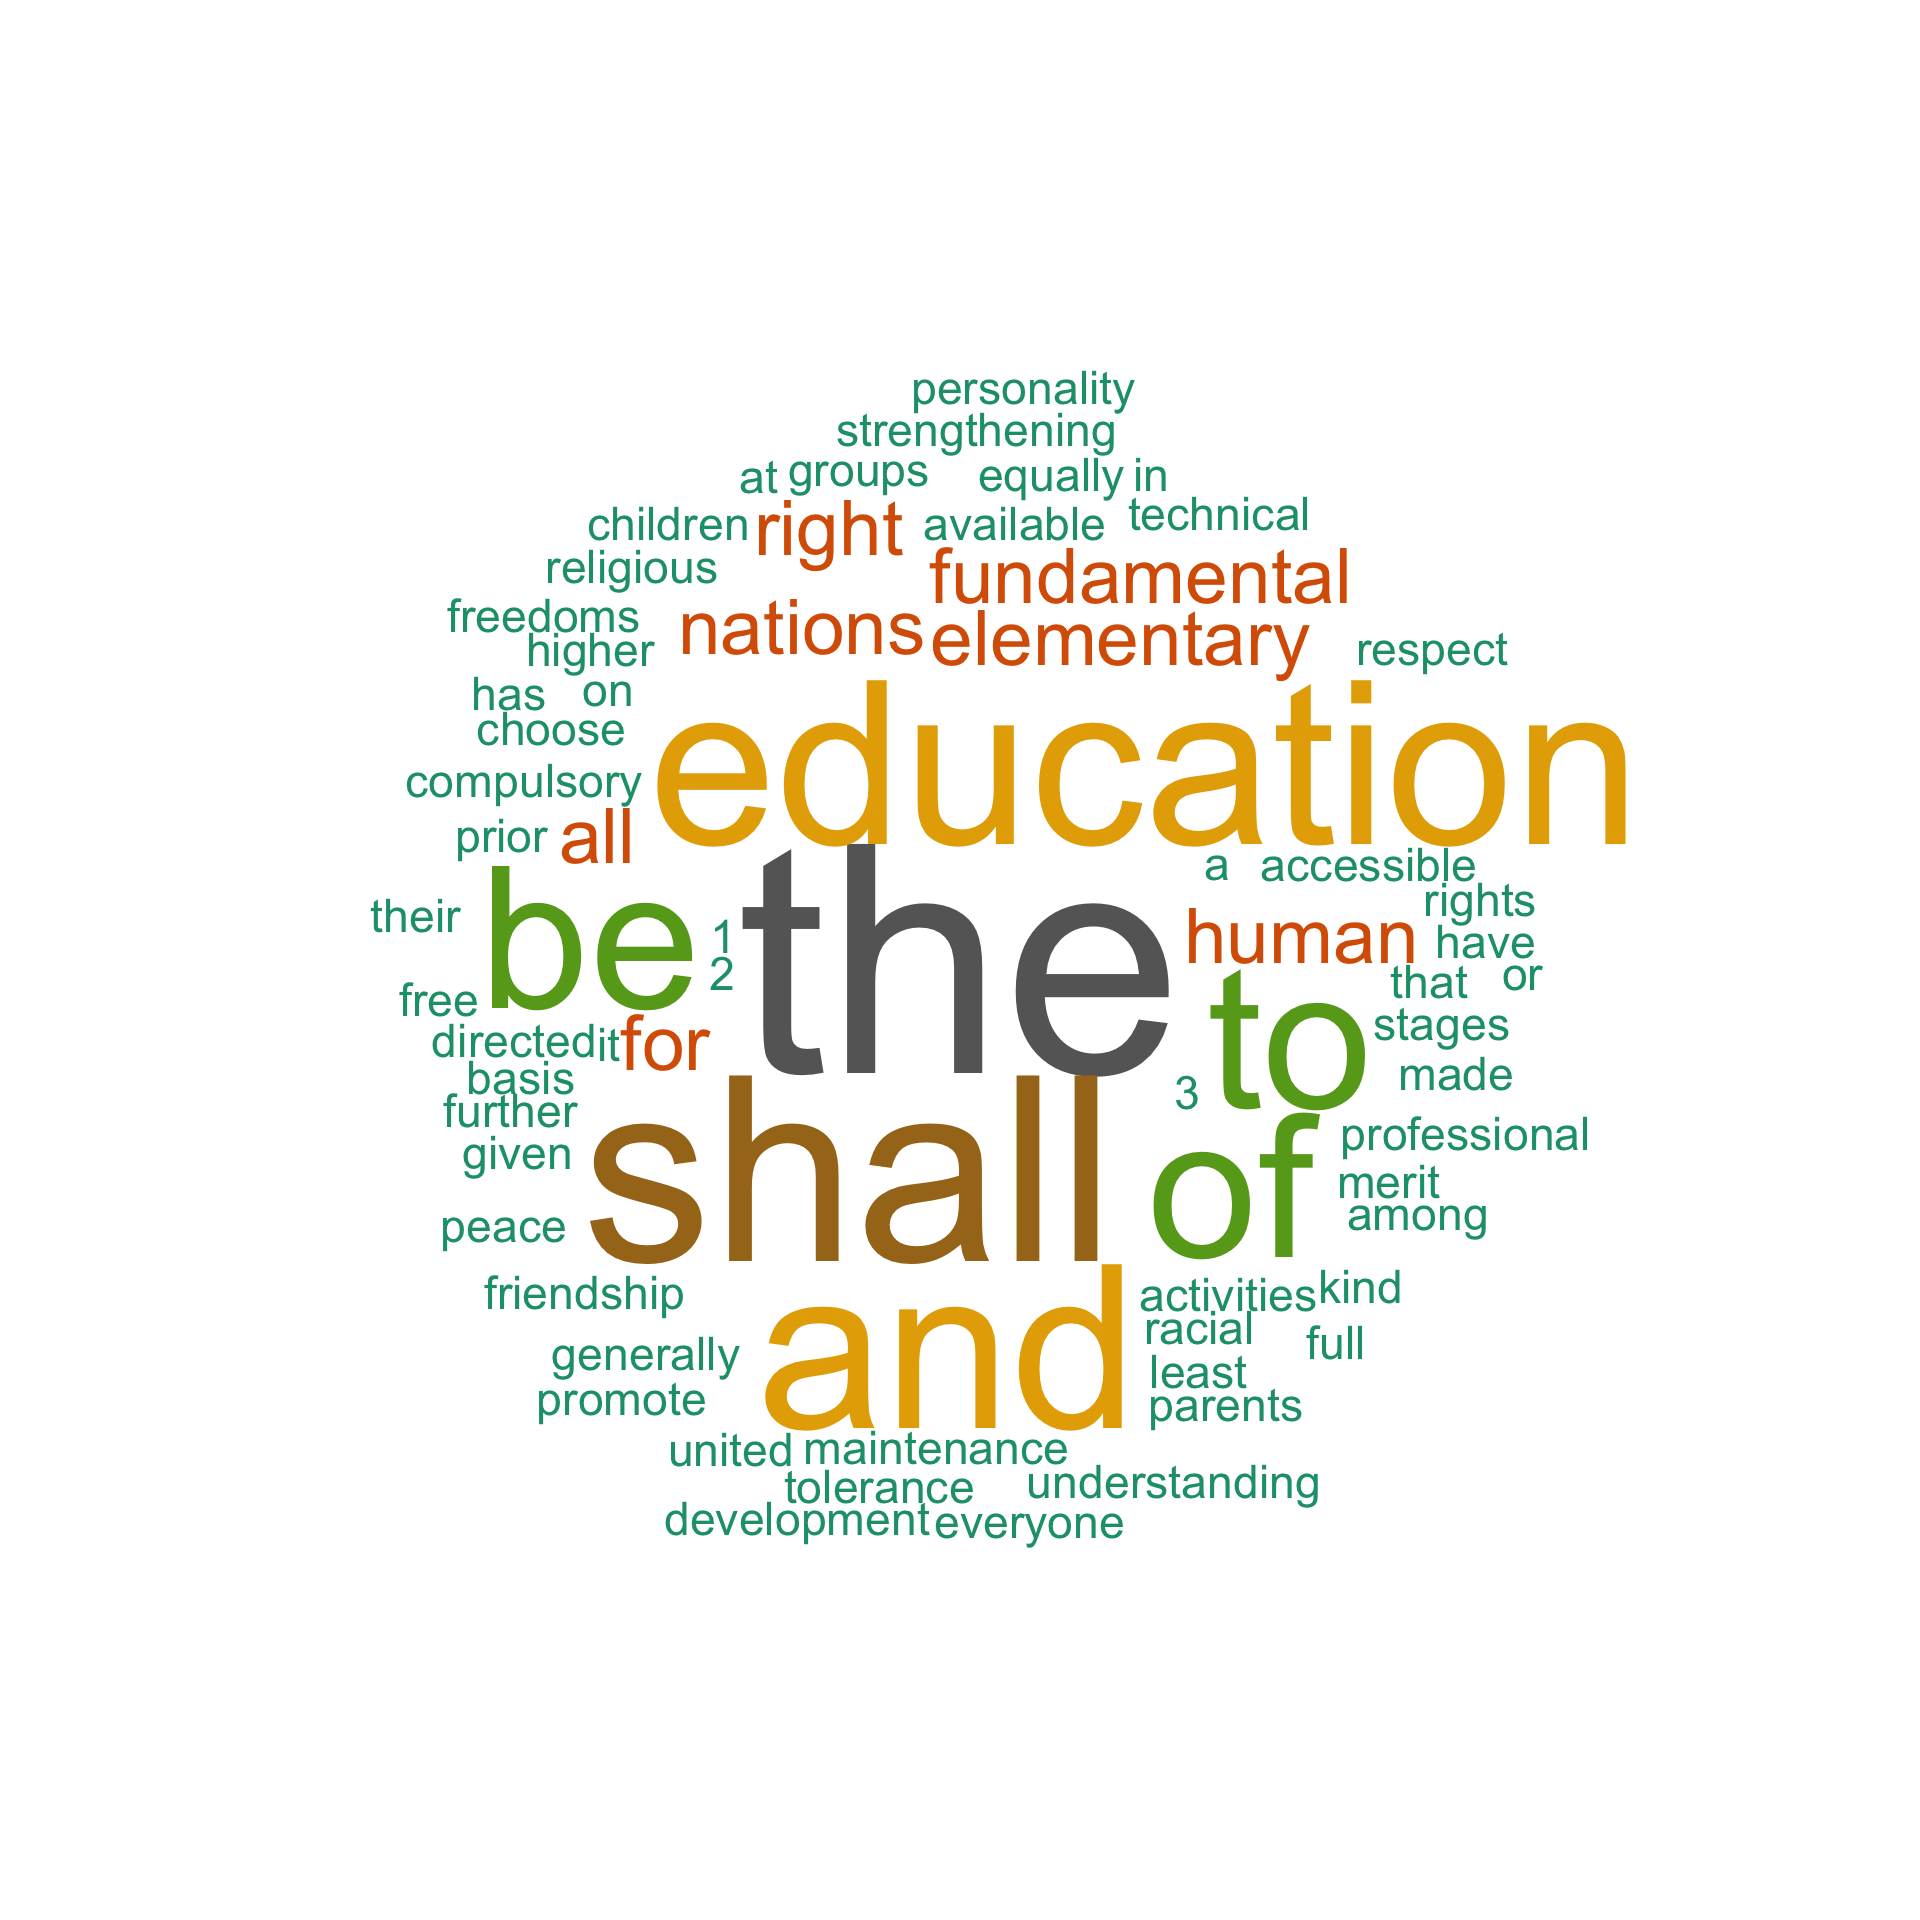 personality
strengthening
at groups equally in
children right available technical
religious fundamental
freedoms nations elementary
higher respect
has on
choose education
compulsory
prior all a accessible
their be 1 the human rights
2 have
free that or
directed it for to stages
basis 3 made
further
given shall of professional
merit
peace among
friendship activities kind
racial full
generally and least
promote parents
united maintenance
tolerance understanding
development everyone